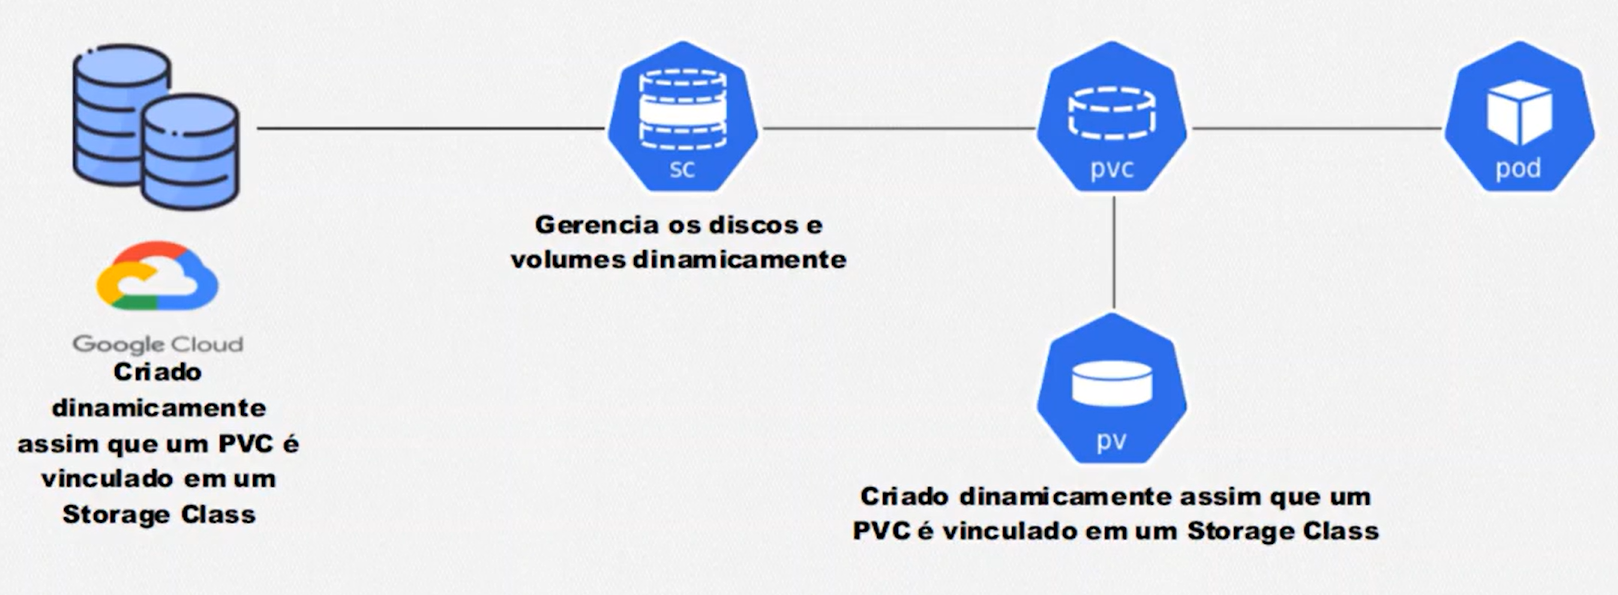 sc
pvc
pod
Gerencia os discos e
volumes dinamicamente
Google Cloud
Criado
dinamicamente
assim que um PVC é
vinculado em um
Storage Class
pv
Criado dinamicamente assim que um
PVC é vinculado em um Storage Class